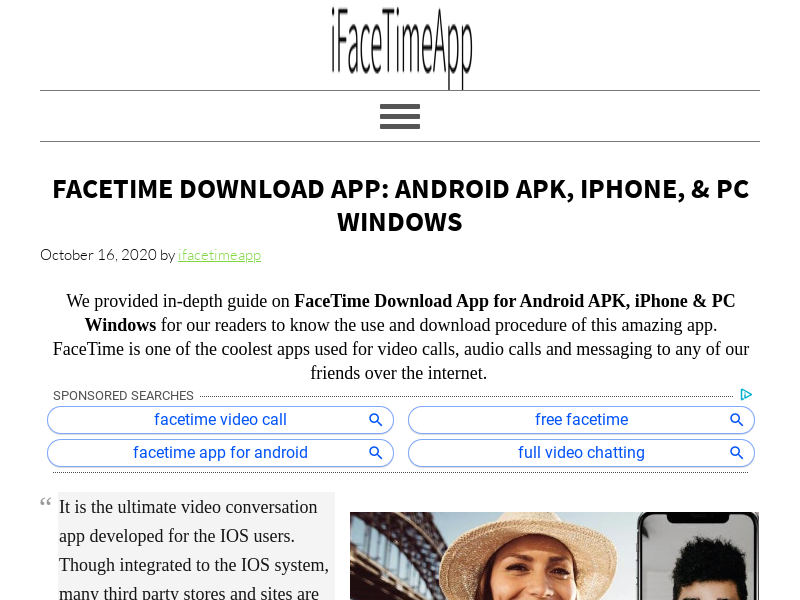 iFaceTimeApp
FACETIME DOWNLOAD APP: ANDROID APK, IPHONE, & PC
WINDOWS
October 16, 2020 by ifacetimeapp
We provided in-depth guide on FaceTime Download App for Android APK, iPhone & PC
Windows for our readers to know the use and download procedure of this amazing app.
FaceTime is one of the coolest apps used for video calls, audio calls and messaging to any of our
friends over the internet.
SPONSORED SEARCHES
facetime video call
free facetime
facetime app for android
full video chatting
“ It is the ultimate video conversation
app developed for the IOS users.
Though integrated to the IOS system,
many third party stores and sites are